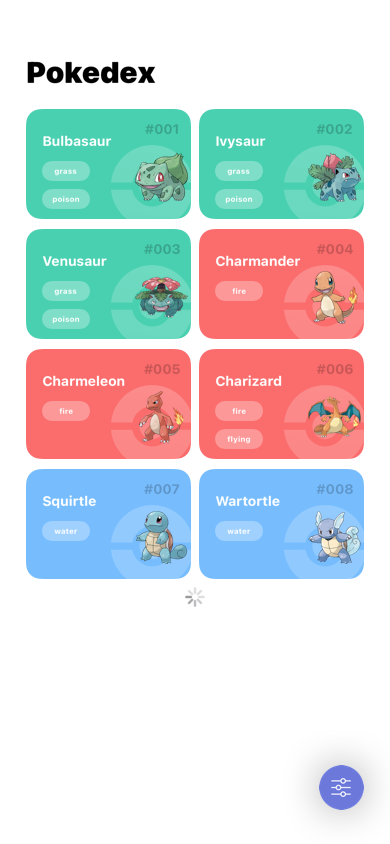 Pokedex
#001
Bulbasaur
grass
poison
#002
Ivysaur
grass
poison
#003
Venusaur
grass
poison
#004
Charmander
fire
#005
Charmeleon
fire
#006
Charizard
fire
flying
#007
Squirtle
water
#008
Wartortle
water